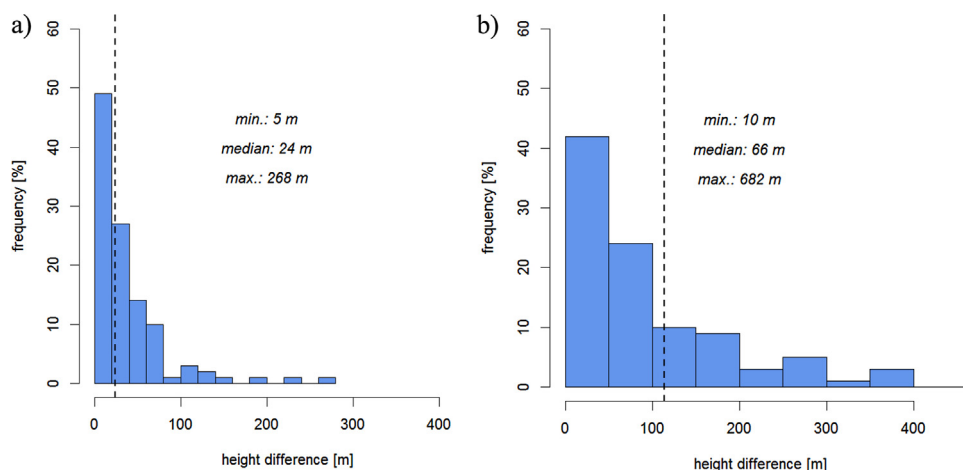 a)
60
50
40
30
20
10
0
frequency [%]
min.: 5 m
median: 24 m
max.: 268 m
0 100 200 300 400
height difference [m]
b)
60
50
40
30
20
10
0
frequency [%]
min.: 10 m
median: 66 m
max.: 682 m
0 100 200 300 400
height difference [m]